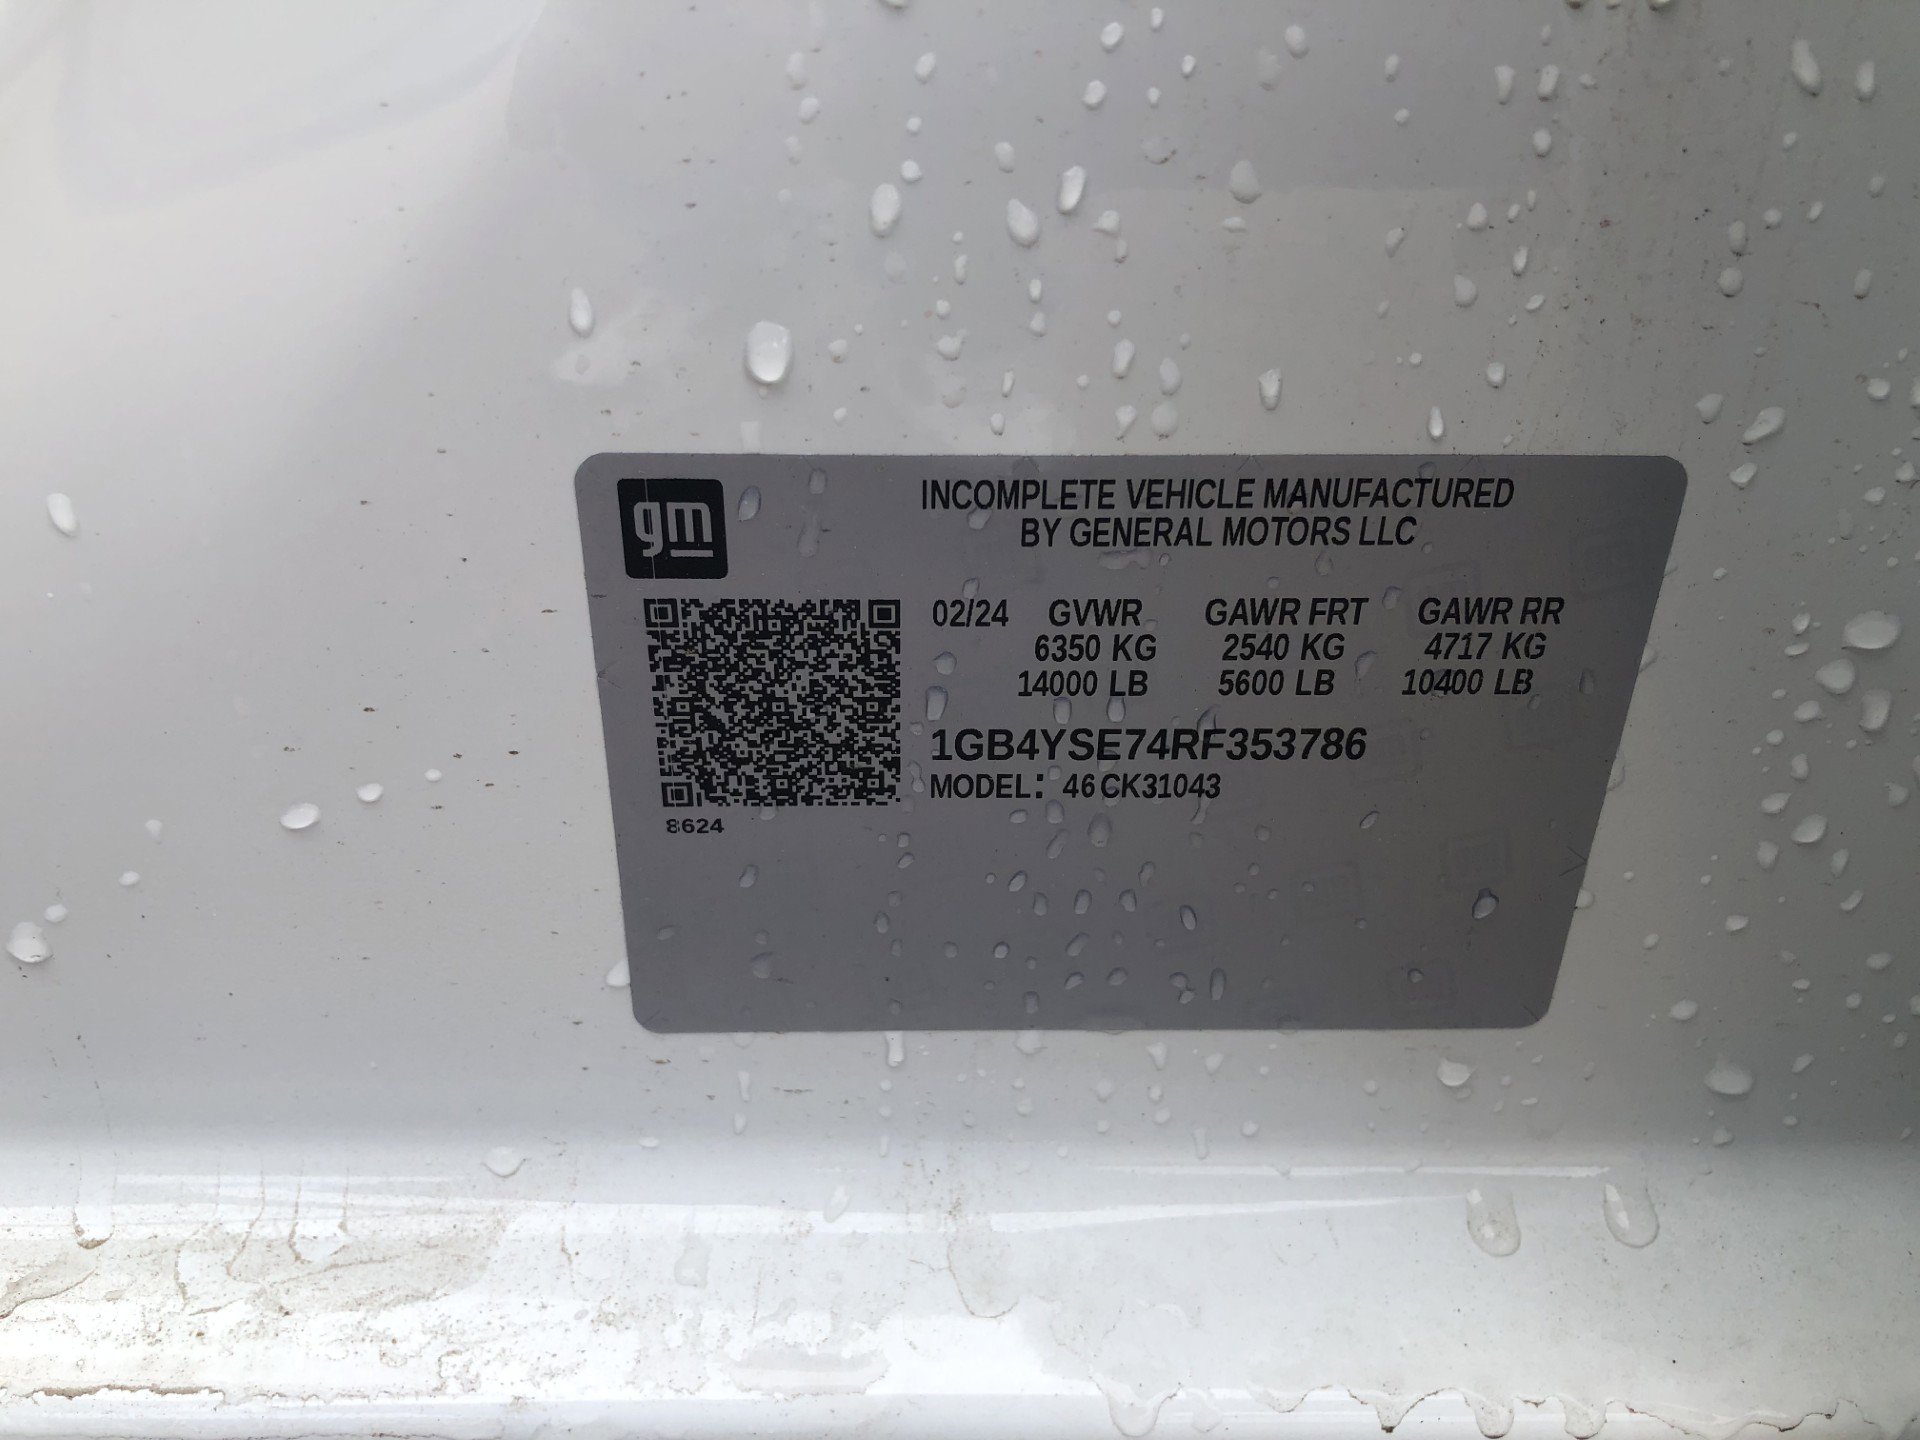 gm
INCOMPLETE VEHICLE MANUFACTURED
BY GENERAL MOTORS LLC
02/24 GVWR GAWR FRT GAWR RR
6350 KG 2540 KG 4717 KG
14000 LB 5600 LB 10400 LB
1GB4YSE74RF353786
MODEL: 46CK31043
8624